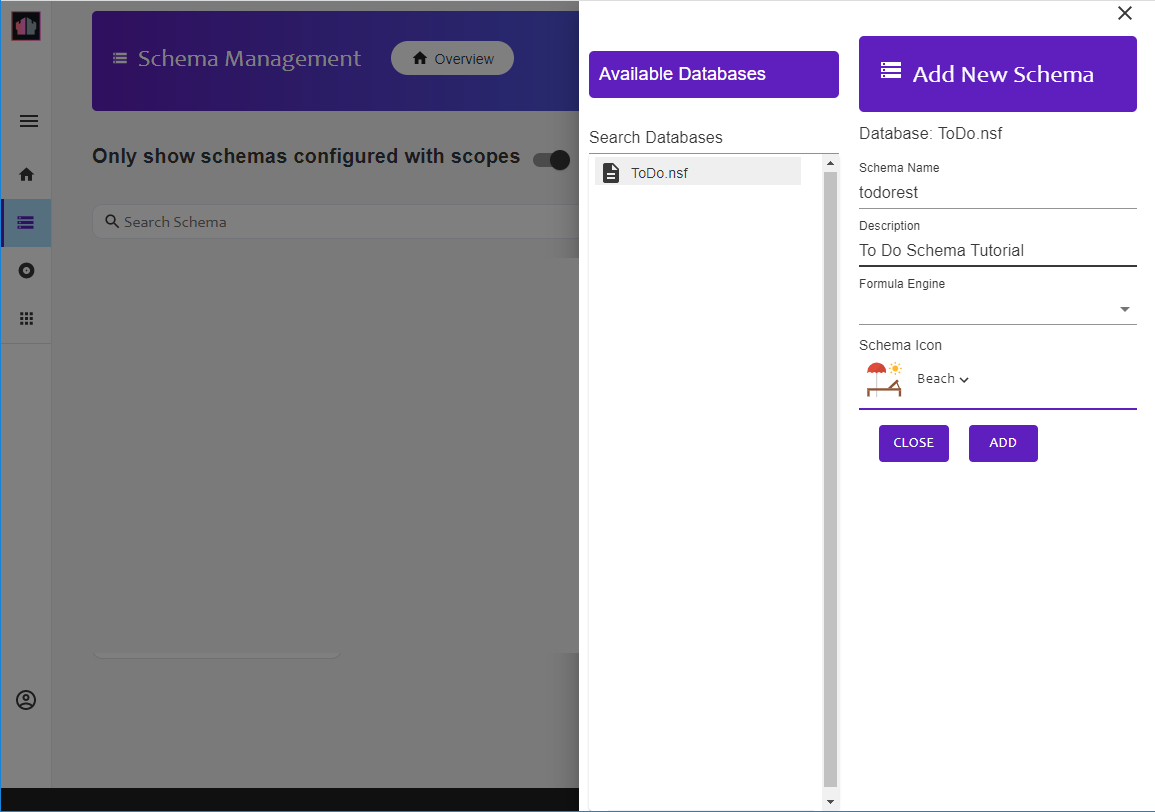 Schema Management
Overview
Only show schemas configured with scopes
Search Schema
Available Databases
Search Databases
ToDo.nsf
Add New Schema
Database: ToDo.nsf
Schema Name
todorest
Description
To Do Schema Tutorial
Formula Engine
Schema Icon
Beach
CLOSE
ADD